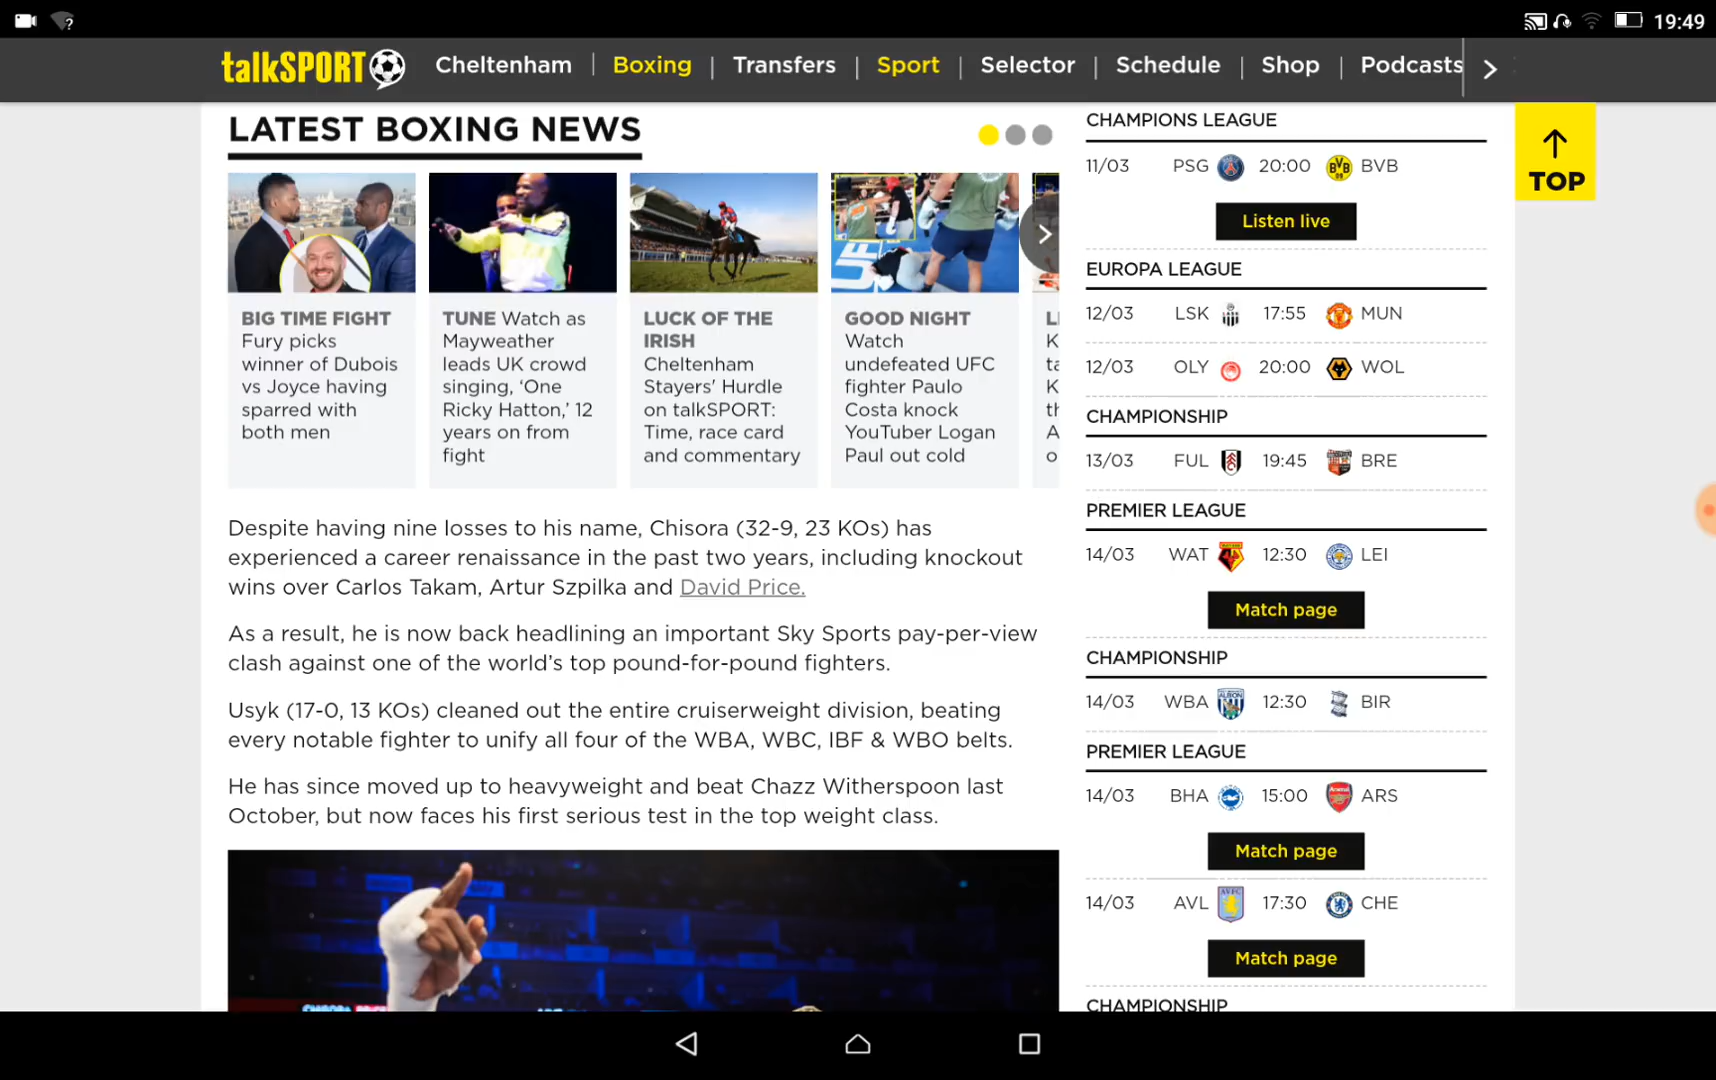 19:49
talkSPORT
Cheltenham | Boxing | Transfers | Sport | Selector | Schedule | Shop | Podcasts
LATEST BOXING NEWS
BIG TIME FIGHT
Fury picks
winner of Dubois
vs Joyce having
sparred with
both men
TUNE Watch as
Mayweather
leads UK crowd
singing, ‘One
Ricky Hatton,’ 12
years on from
fight
LUCK OF THE
IRISH
Cheltenham
Stayers' Hurdle
on talkSPORT:
Time, race card
and commentary
GOOD NIGHT
Watch
undefeated UFC
fighter Paulo
Costa knock
YouTuber Logan
Paul out cold
Despite having nine losses to his name, Chisora (32-9, 23 KOs) has
experienced a career renaissance in the past two years, including knockout
wins over Carlos Takam, Artur Szpilka and David Price.
As a result, he is now back headlining an important Sky Sports pay-per-view
clash against one of the world’s top pound-for-pound fighters.
Usyk (17-0, 13 KOs) cleaned out the entire cruiserweight division, beating
every notable fighter to unify all four of the WBA, WBC, IBF & WBO belts.
He has since moved up to heavyweight and beat Chazz Witherspoon last
October, but now faces his first serious test in the top weight class.
CHAMPIONS LEAGUE
11/03 PSG 20:00 BVB
Listen live
EUROPA LEAGUE
12/03 LSK 17:55 MUN
12/03 OLY 20:00 WOL
CHAMPIONSHIP
13/03 FUL 19:45 BRE
PREMIER LEAGUE
14/03 WAT 12:30 LEI
Match page
CHAMPIONSHIP
14/03 WBA 12:30 BIR
PREMIER LEAGUE
14/03 BHA 15:00 ARS
Match page
14/03 AVL 17:30 CHE
Match page
CHAMPIONSHIP
TOP